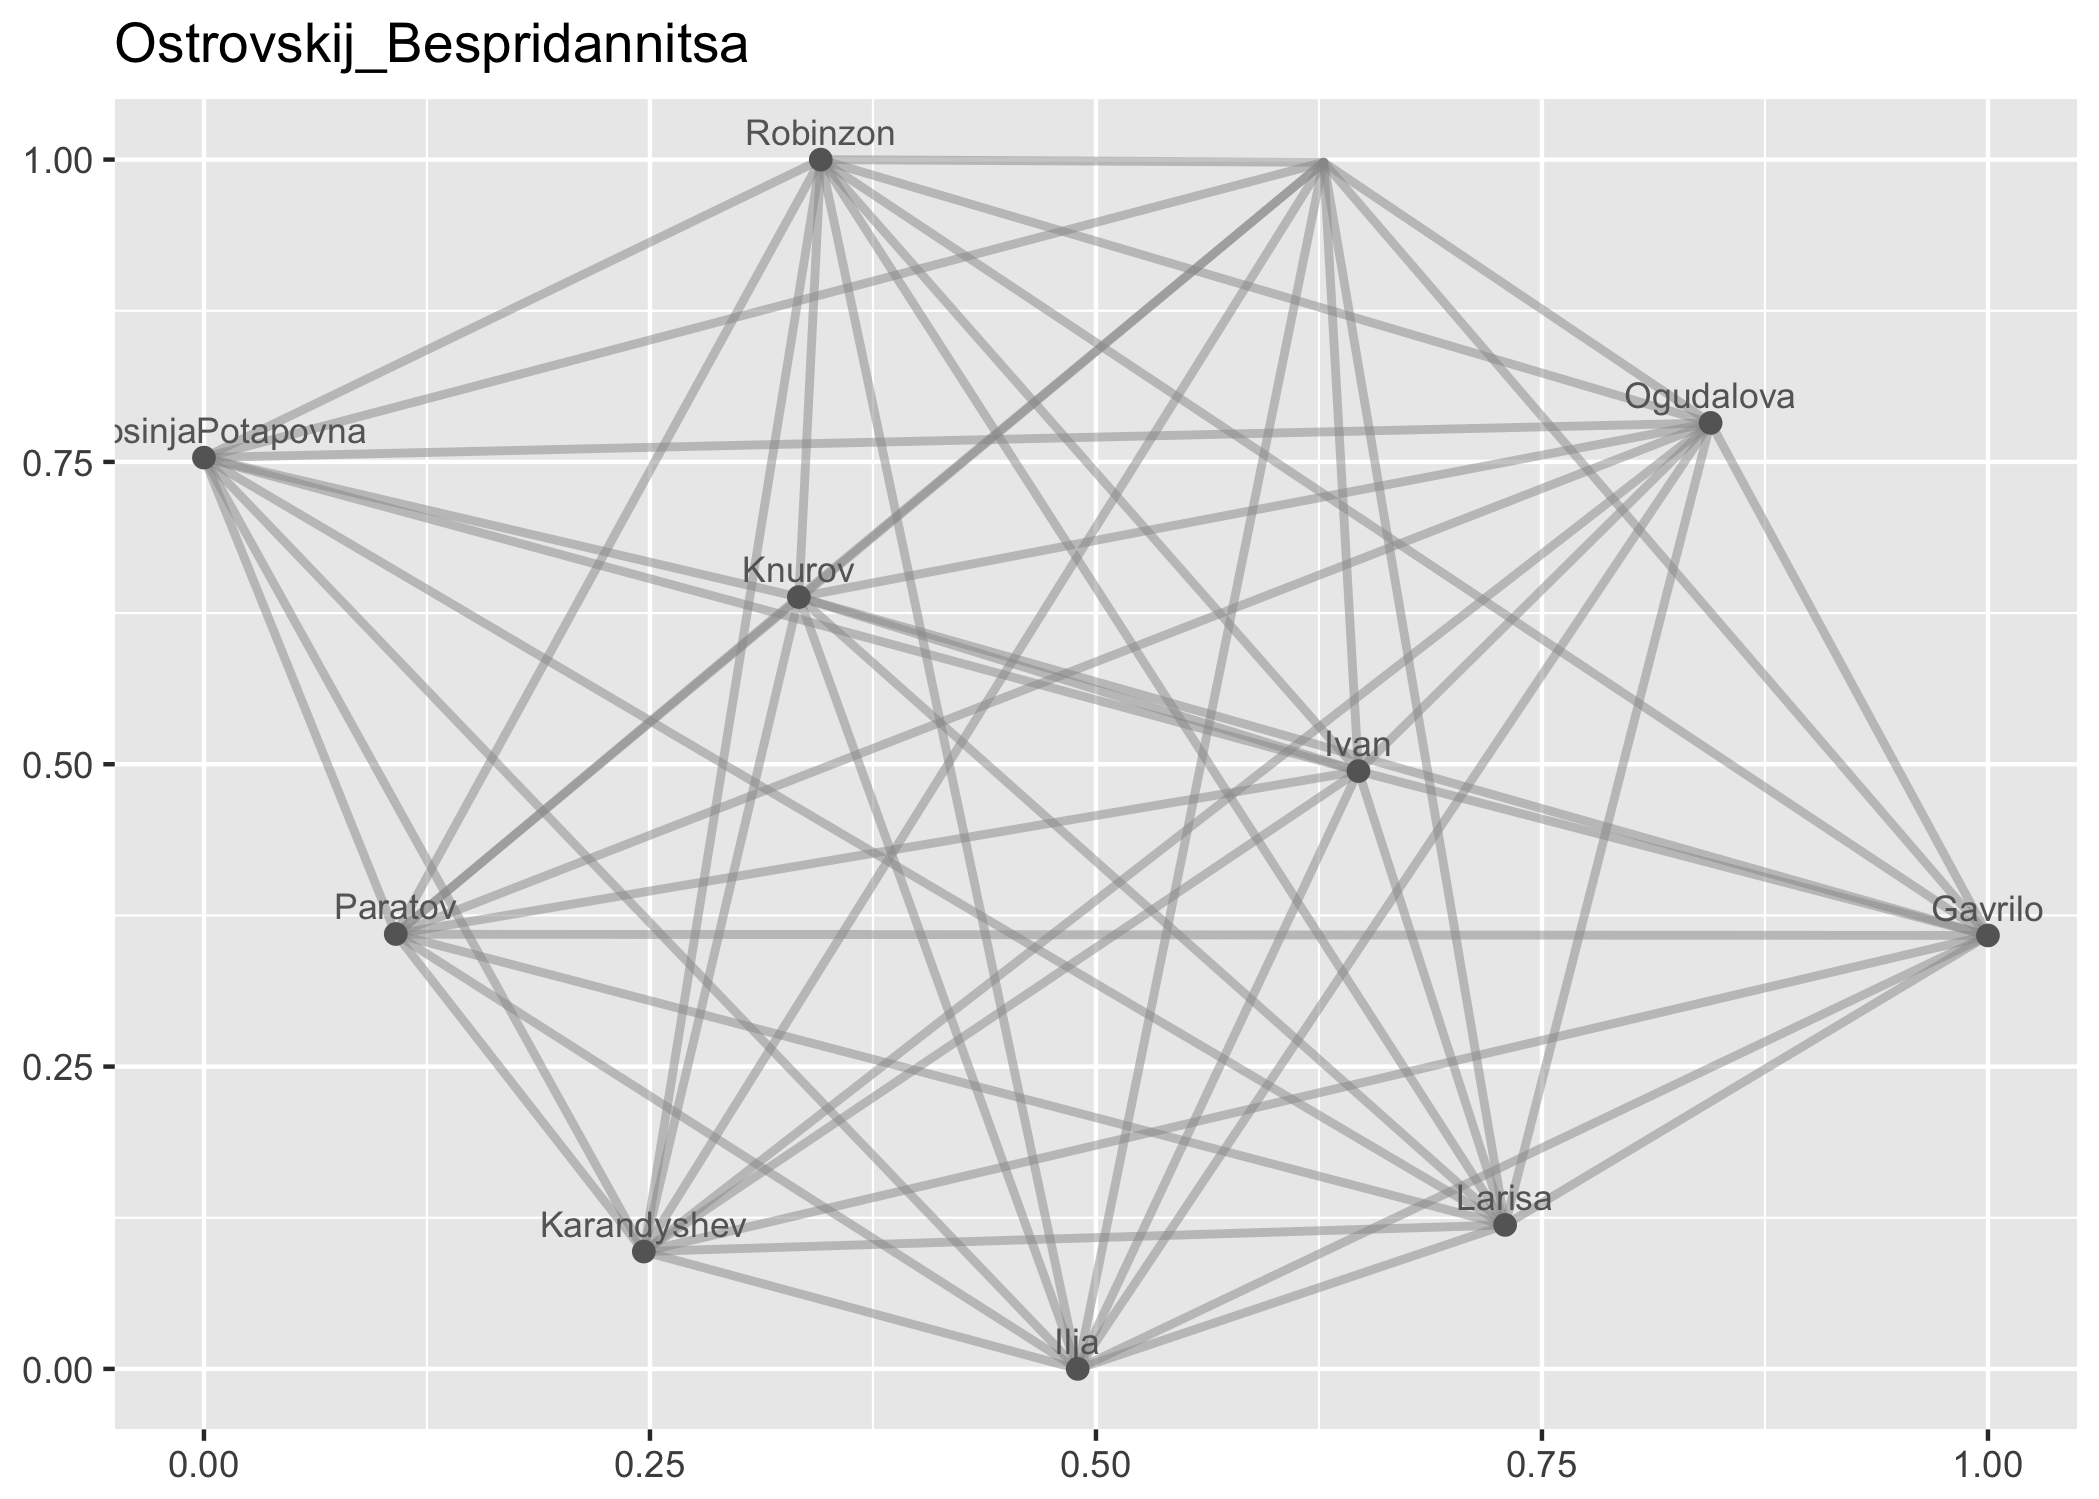 Ostrovskij_Bespridannitsa
Robinzon
1.00
Ogudalova
osinjaPotapovna
0.75
Knurov
Ivan
0.50
Paratov
Gavrilo
0.25
Larisa
Karandyshev
Ilja
0.00
0.00 0.25 0.50 0.75 1.00